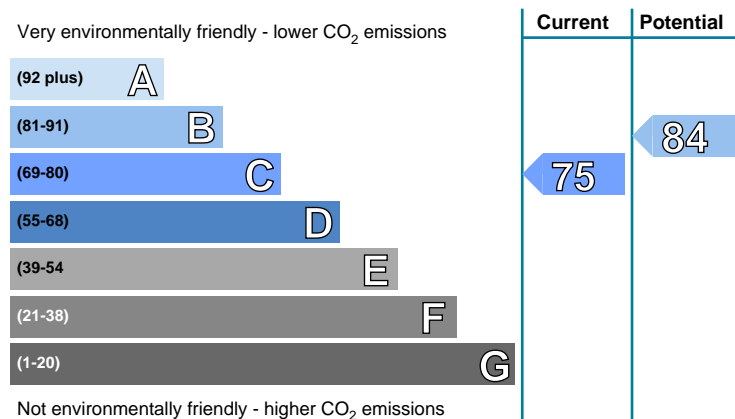 Very environmentally friendly - lower CO₂ emissions
Current
Potential
(92 plus) A
(81-91) B
84
(69-80) C
75
(55-68) D
(39-54 E
(21-38) F
(1-20) G
Not environmentally friendly - higher CO₂ emissions